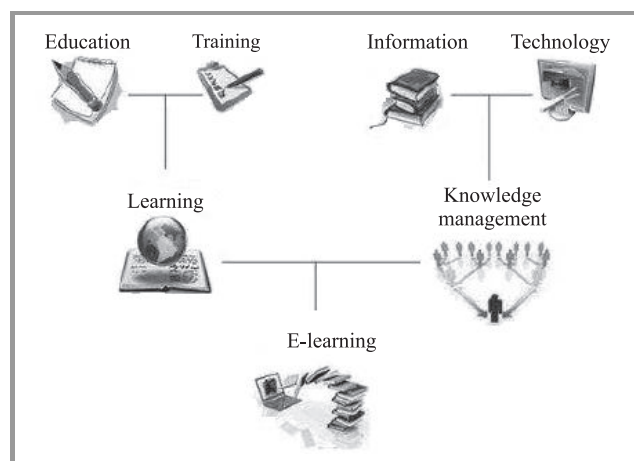 Education
Training
Information
Technology
Learning
Knowledge
management
E-learning